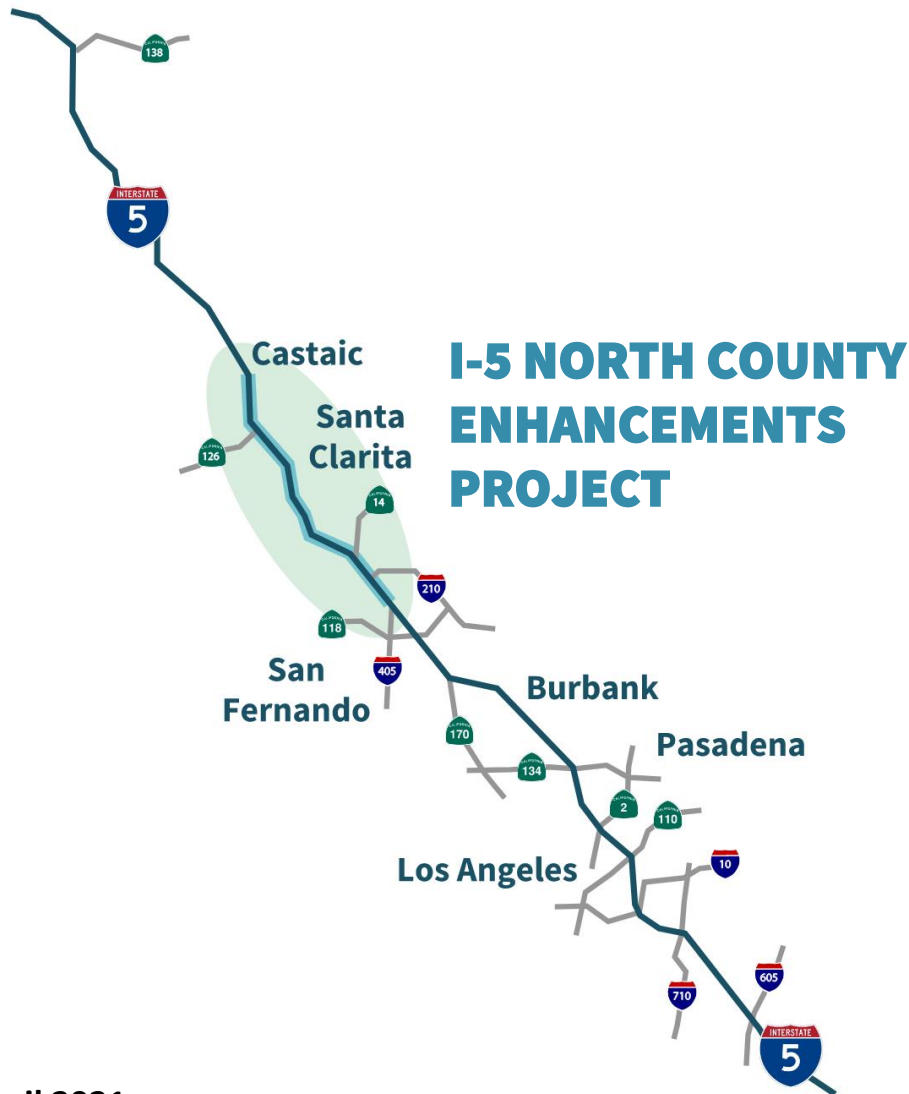 138
INTERSTATE
5
Castaic
I-5 NORTH COUNTY
ENHANCEMENTS
PROJECT
Santa
Clarita
126
14
210
118
San
Fernando
405
Burbank
170
Pasadena
134
2
110
Los Angeles
10
605
710
INTERSTATE
5